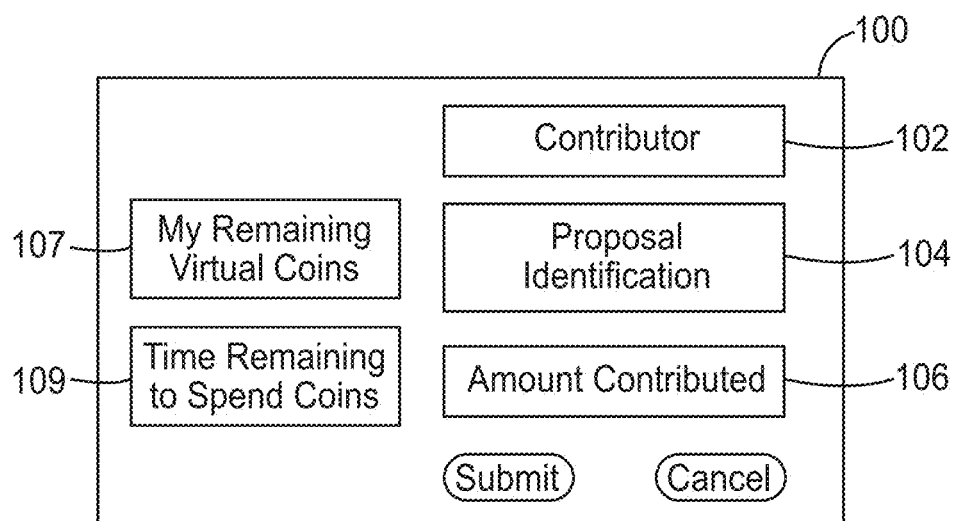 100
Contributor
102
107
My Remaining
Virtual Coins
Proposal
Identification
104
109
Time Remaining
to Spend Coins
Amount Contributed
106
Submit
Cancel